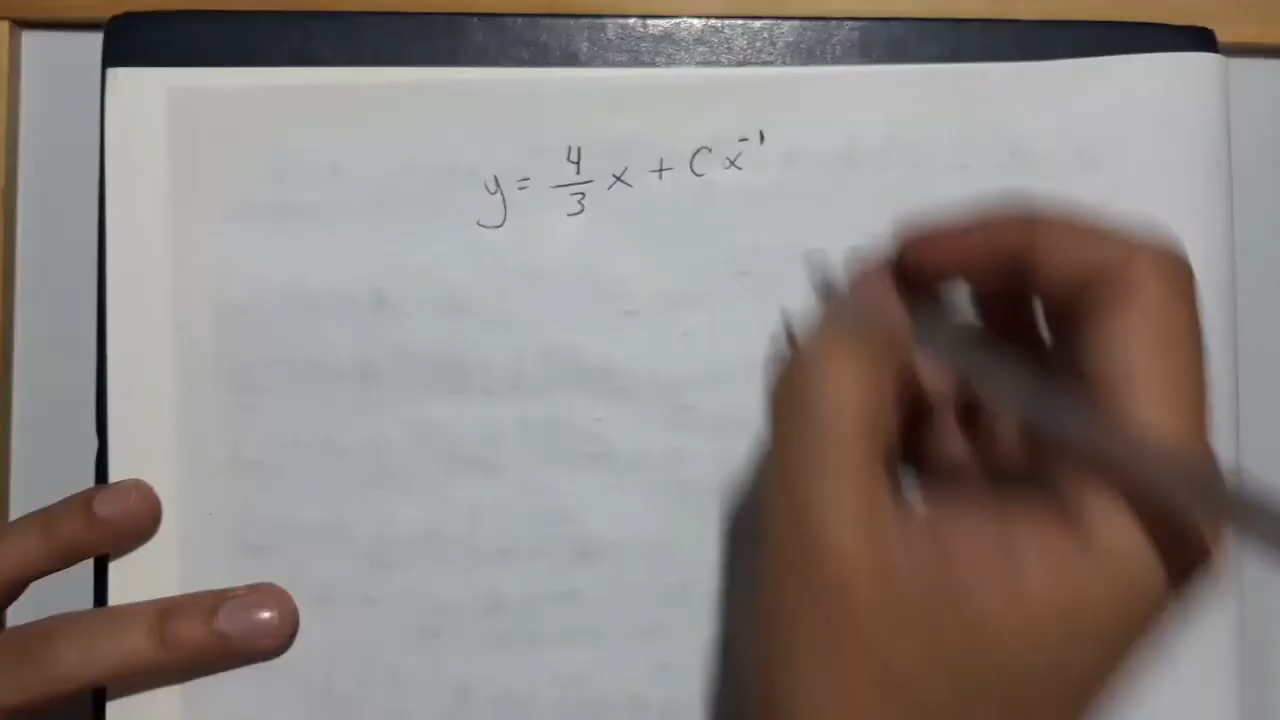 y = 4/3 x + C x⁻¹